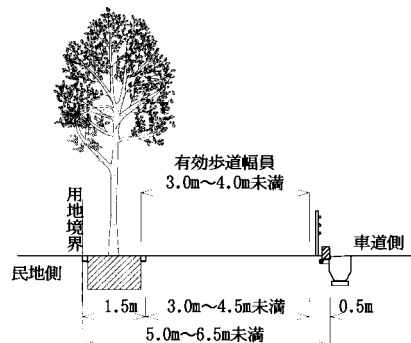 有効歩道幅員
3.0m～4.0m未満
用地境界
車道側
民地側
1.5m
3.0m～4.5m未満
0.5m
5.0m～6.5m未満